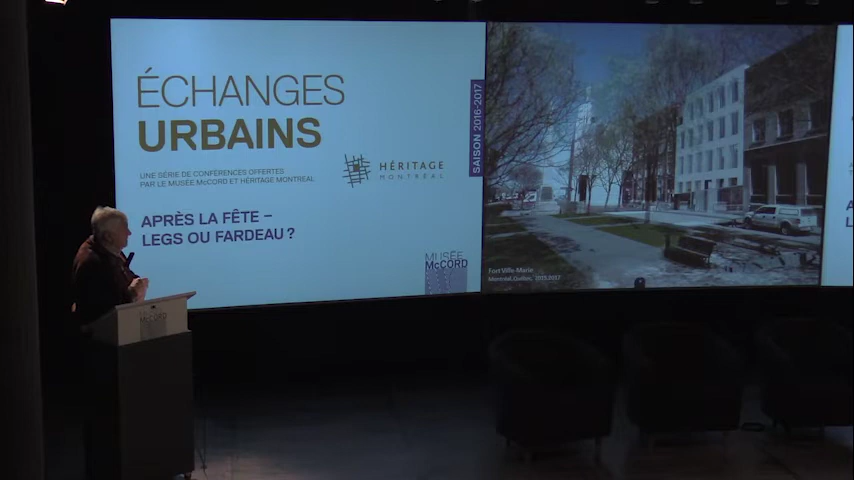 ÉCHANGES
URBAINS
UNE SÉRIE DE CONFÉRENCES OFFERTES
PAR LE MUSÉE McCORD ET HÉRITAGE MONTRÉAL
HÉRITAGE
MONTRÉAL
SAISON 2016-2017
APRÈS LA FÊTE –
LEGS OU FARDEAU ?
MUSÉE
McCORD
Fort Ville-Marie
McCORD
A
L